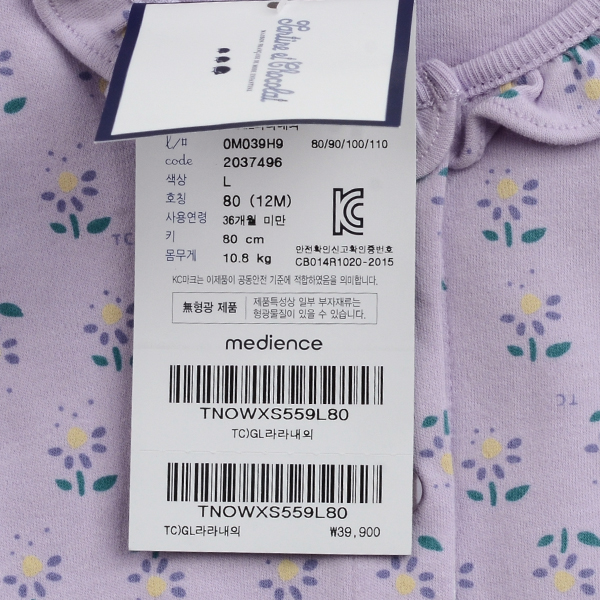 Tartine et Chocolat
ℓ/ㅁ 0M039H9 80/90/100/110
code 2037496
색상 L
호칭 80 (12M)
사용연령 36개월 미만
키 80 cm
몸무게 10.8 kg
안전확인신고확인증번호
CB014R1020-2015
KC마크는 이제품이 공통안전 기준에 적합하였음을 의미합니다.
無형광 제품
제품특성상 일부 부자재류는
형광물질이 있을 수 있습니다.
medience
TNOWXS559L80
TC)GL라라내의
TNOWXS559L80
TC)GL라라내의 ₩39,900
TC
TC